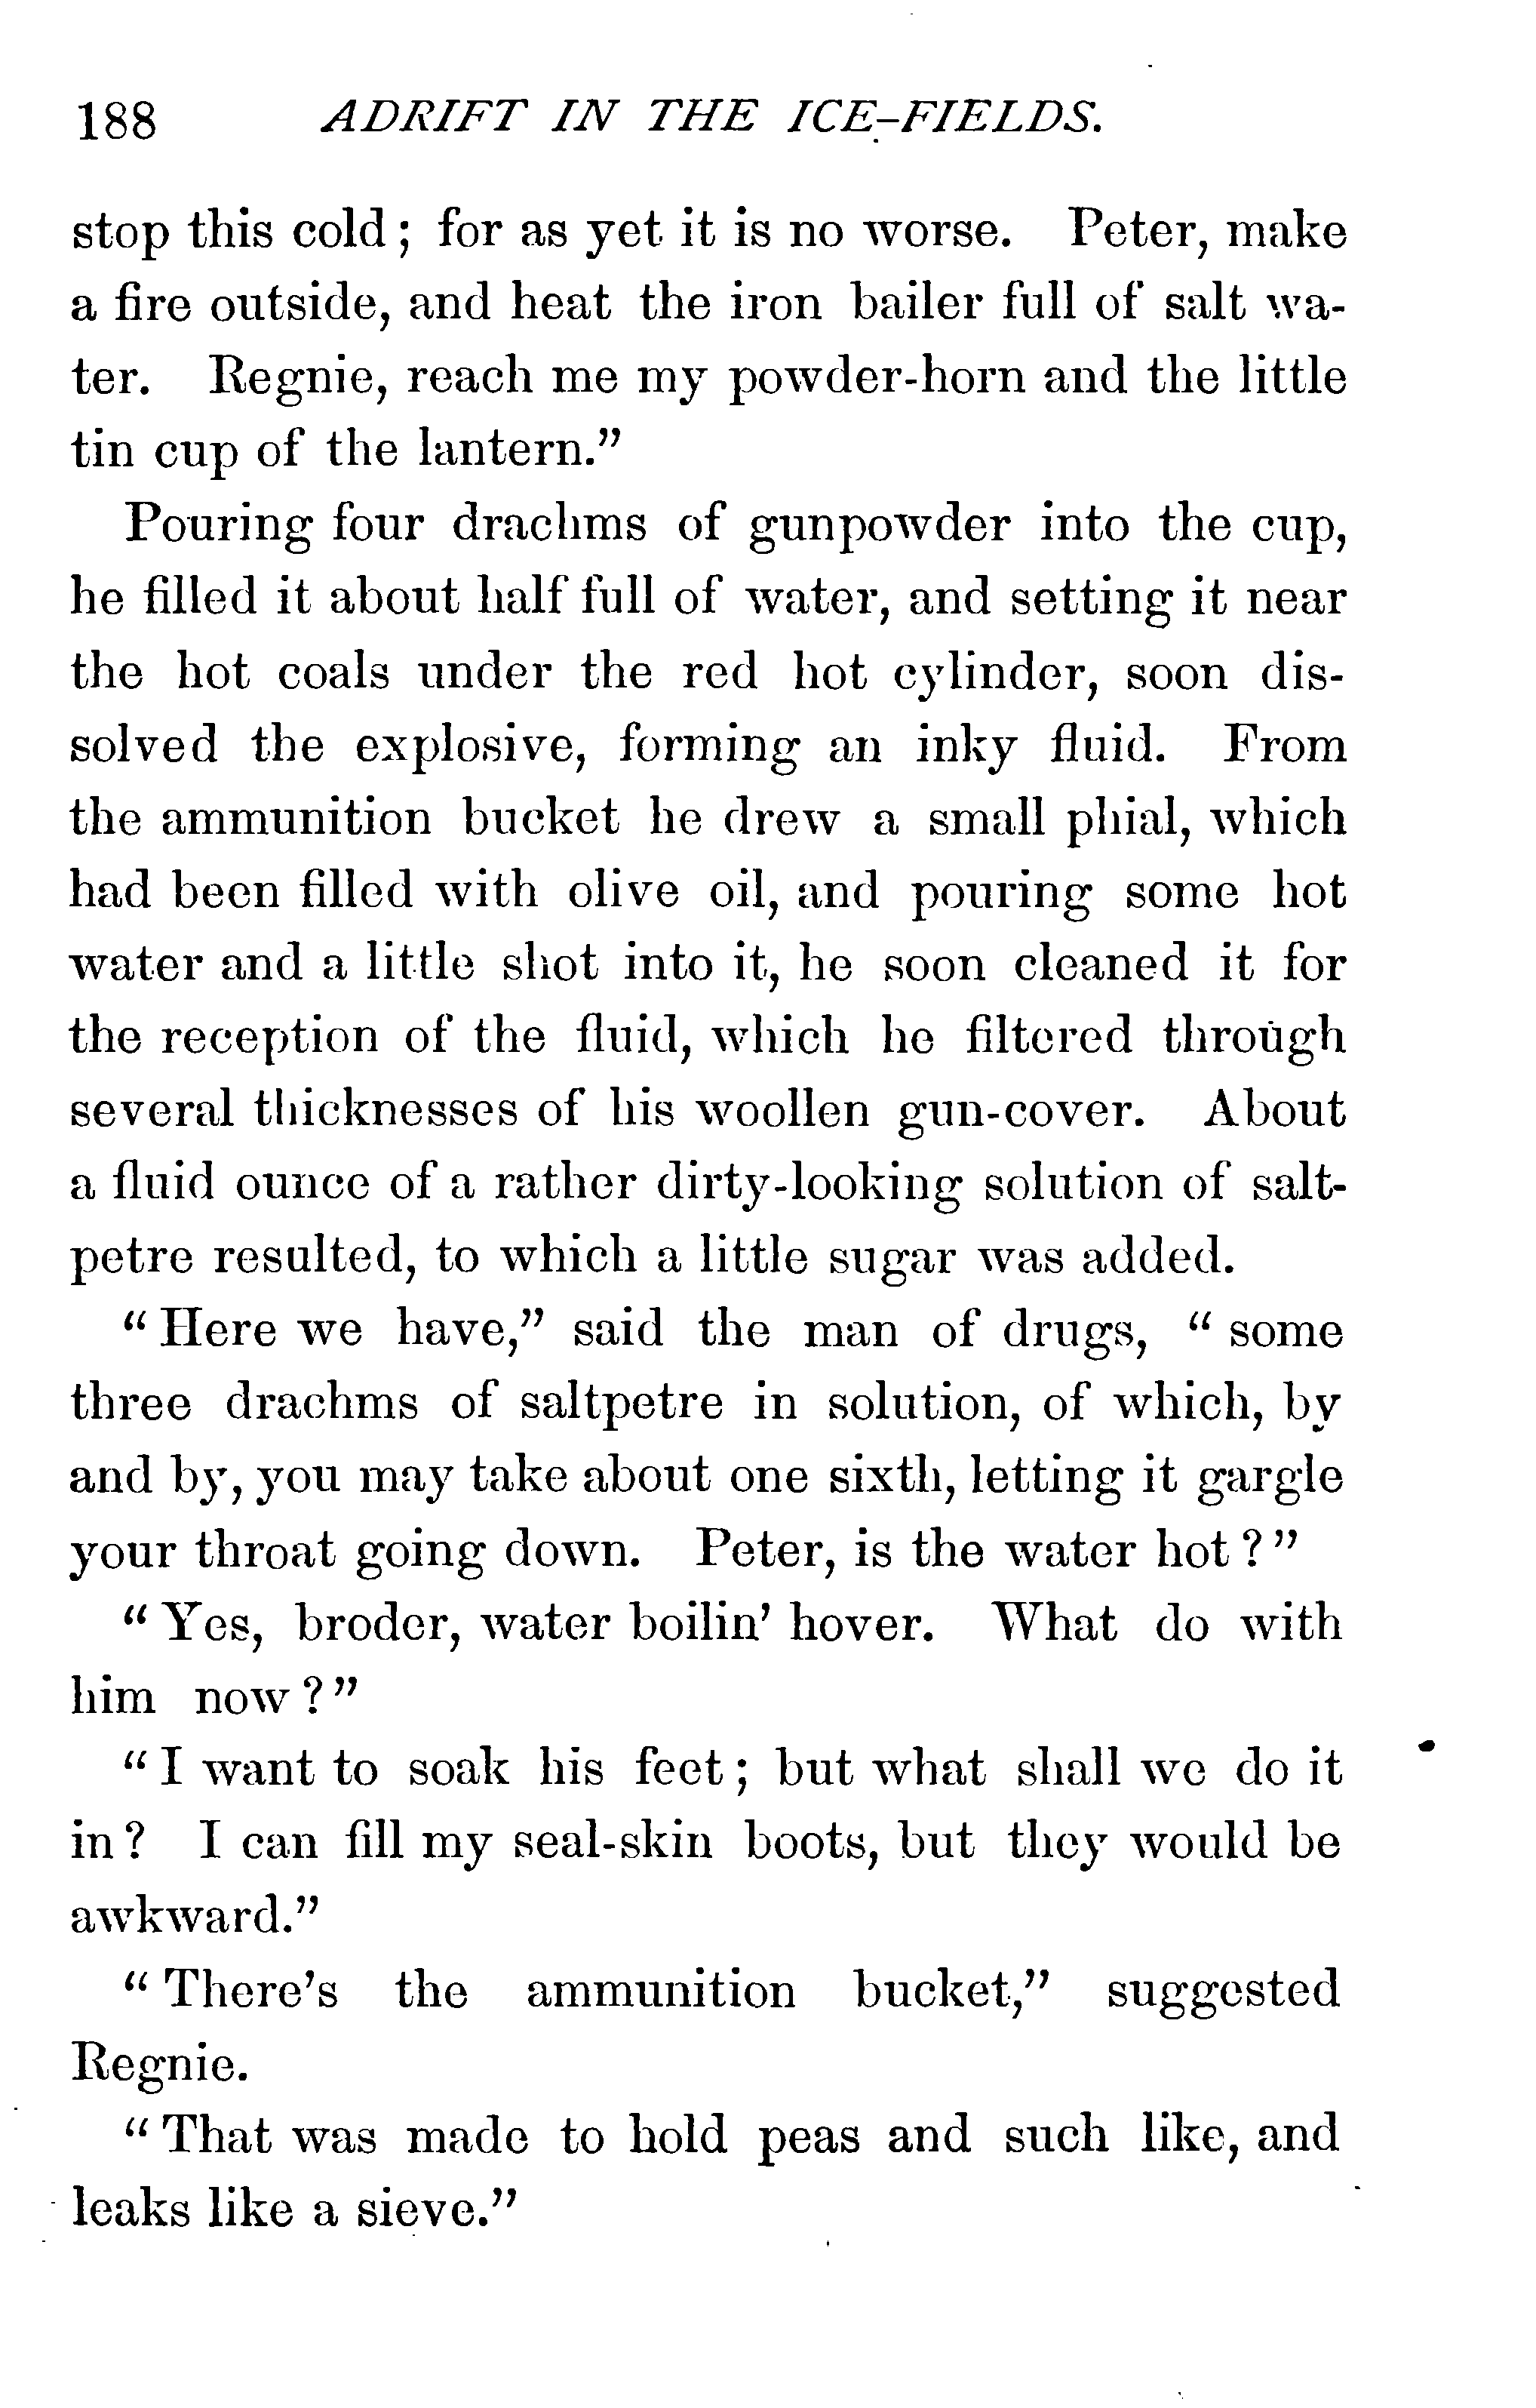 188 ADRIFT IN THE ICE-FIELDS.
stop this cold; for as yet it is no worse. Peter, make
a fire outside, and heat the iron bailer full of salt wa-
ter. Regnie, reach me my powder-horn and the little
tin cup of the lantern.”
Pouring four drachms of gunpowder into the cup,
he filled it about half full of water, and setting it near
the hot coals under the red hot cylinder, soon dis-
solved the explosive, forming an inky fluid. From
the ammunition bucket he drew a small phial, which
had been filled with olive oil, and pouring some hot
water and a little shot into it, he soon cleaned it for
the reception of the fluid, which he filtered through
several thicknesses of his woollen gun-cover. About
a fluid ounce of a rather dirty-looking solution of salt-
petre resulted, to which a little sugar was added.
“Here we have,” said the man of drugs, “some
three drachms of saltpetre in solution, of which, by
and by, you may take about one sixth, letting it gargle
your throat going down. Peter, is the water hot?”
“Yes, broder, water boilin’ hover. What do with
him now?”
“I want to soak his feet; but what shall we do it
in? I can fill my seal-skin boots, but they would be
awkward.”
“There’s the ammunition bucket,” suggested
Regnie.
“That was made to hold peas and such like, and
leaks like a sieve.”